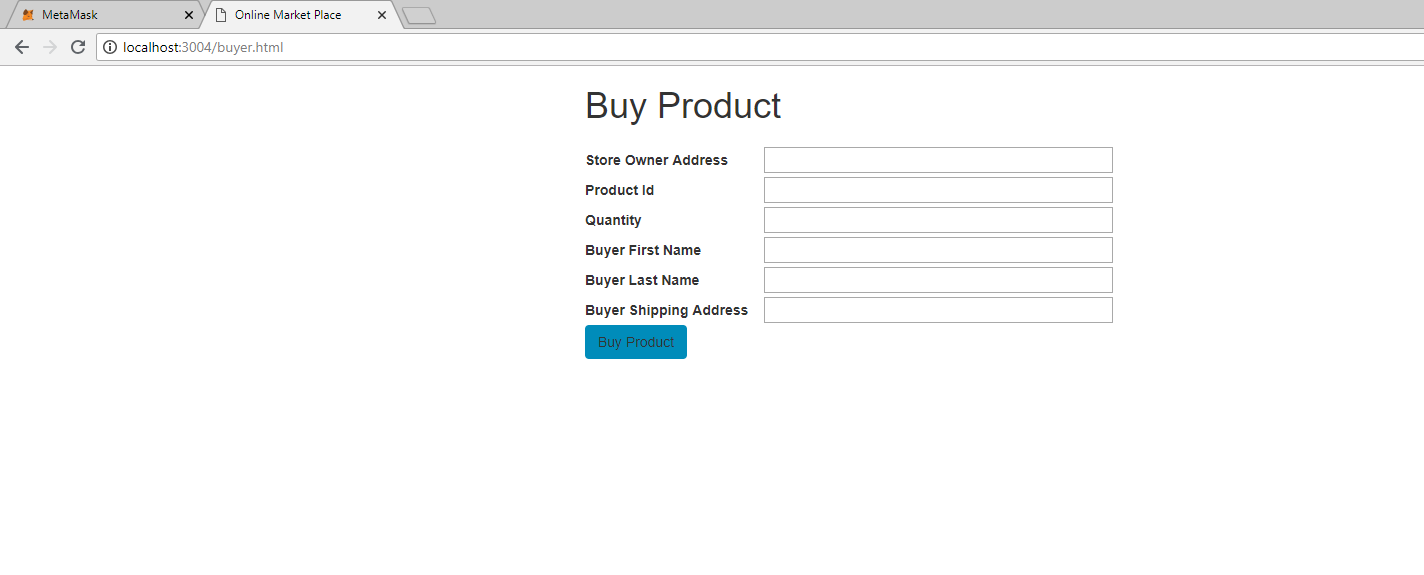 MetaMask Online Market Place
localhost:3004/buyer.html
Buy Product
Store Owner Address
Product Id
Quantity
Buyer First Name
Buyer Last Name
Buyer Shipping Address
Buy Product